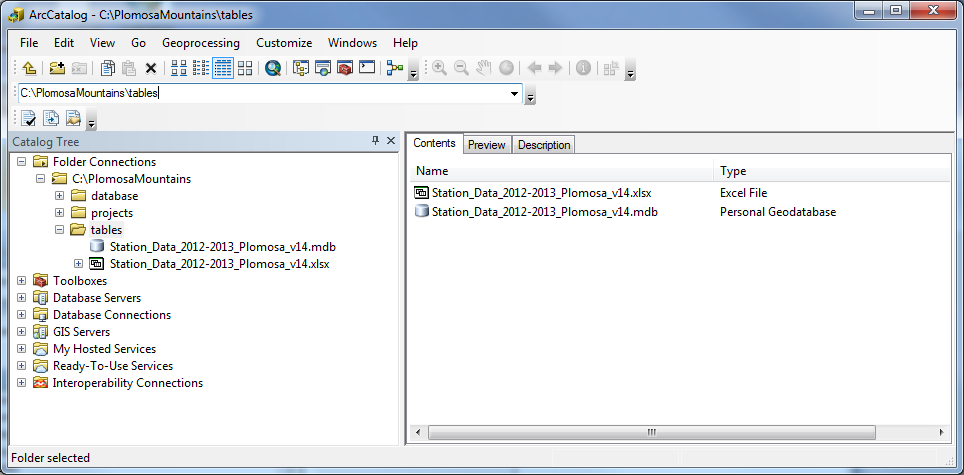 ArcCatalog - C:\PlomosaMountains\tables
File Edit View Go Geoprocessing Customize Windows Help
C:\PlomosaMountains\tables
Catalog Tree
Folder Connections
C:\PlomosaMountains
database
projects
tables
Station_Data_2012-2013_Plomosa_v14.mdb
Station_Data_2012-2013_Plomosa_v14.xlsx
Toolboxes
Database Servers
Database Connections
GIS Servers
My Hosted Services
Ready-To-Use Services
Interoperability Connections
Contents Preview Description
Name Type
Station_Data_2012-2013_Plomosa_v14.xlsx Excel File
Station_Data_2012-2013_Plomosa_v14.mdb Personal Geodatabase
Folder selected